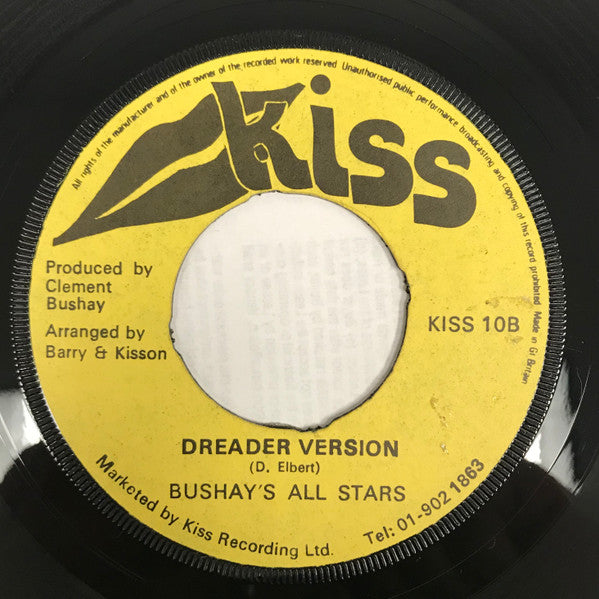 All rights of the manufacturer and of the owner of the recorded work reserved Unauthorised public performance broadcasting and copying of this record prohibited Made in Gt Britain
Kiss
Produced by
Clement
Bushay
Arranged by
Barry & Kisson
KISS 10B
DREADER VERSION
(D. Elbert)
BUSHAY'S ALL STARS
Marketed by Kiss Recording Ltd.
Tel: 01-902 1863